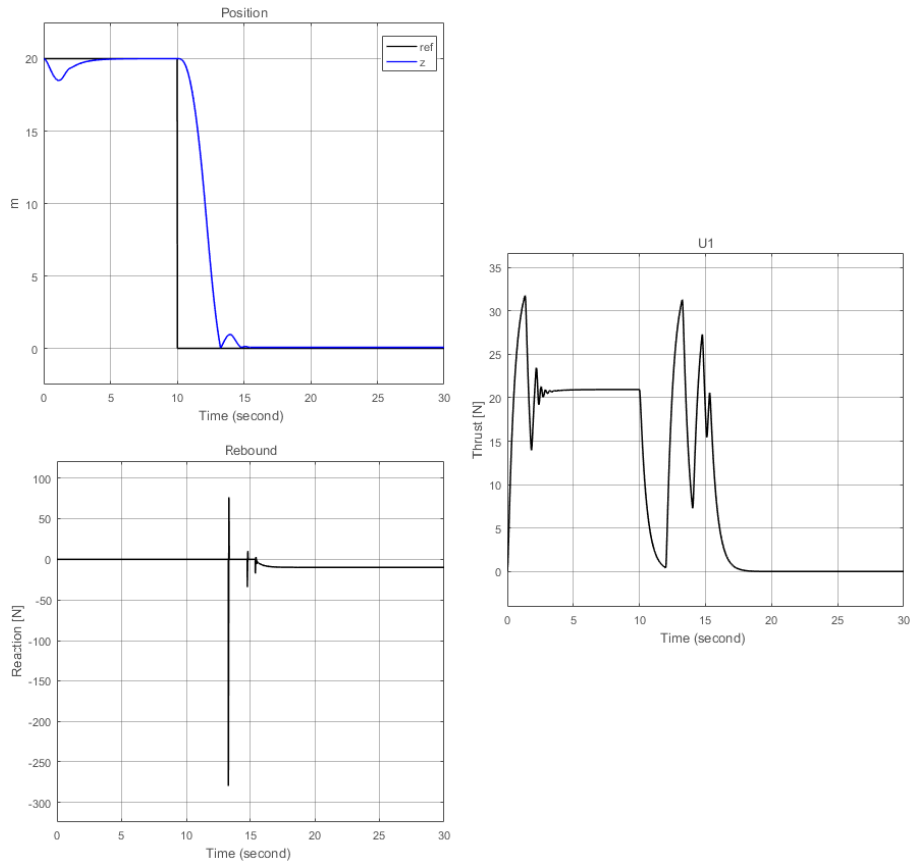 Position
ref
z
20
15
10
5
0
m
0 5 10 15 20 25 30
Time (second)
Rebound
100
50
0
-50
-100
-150
-200
-250
-300
Reaction [N]
0 5 10 15 20 25 30
Time (second)
U1
35
30
25
20
15
10
5
0
Thrust [N]
0 5 10 15 20 25 30
Time (second)